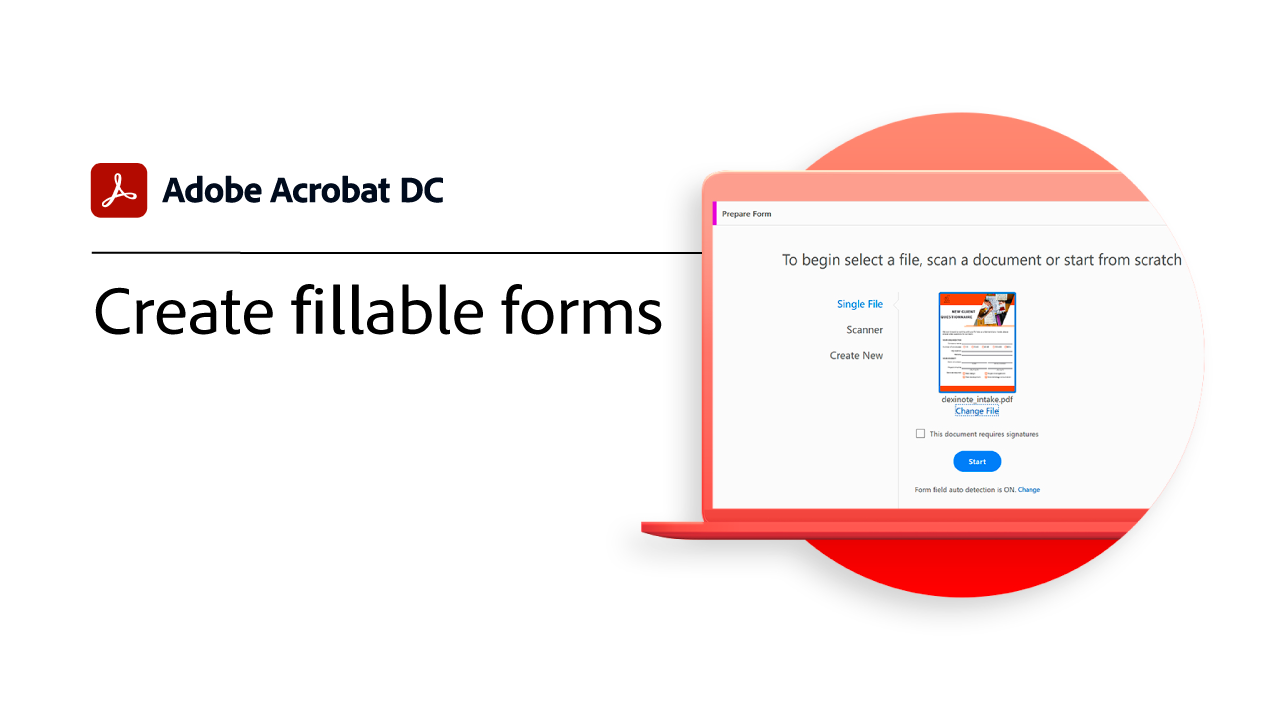 Adobe Acrobat DC
Create fillable forms
Prepare Form
To begin select a file, scan a document or start from scratch
Single File
Scanner
Create New
NEW CLIENT
QUESTIONNAIRE
dexinote_intake.pdf
Change File
This document requires signatures
Start
Form field auto detection is ON. Change